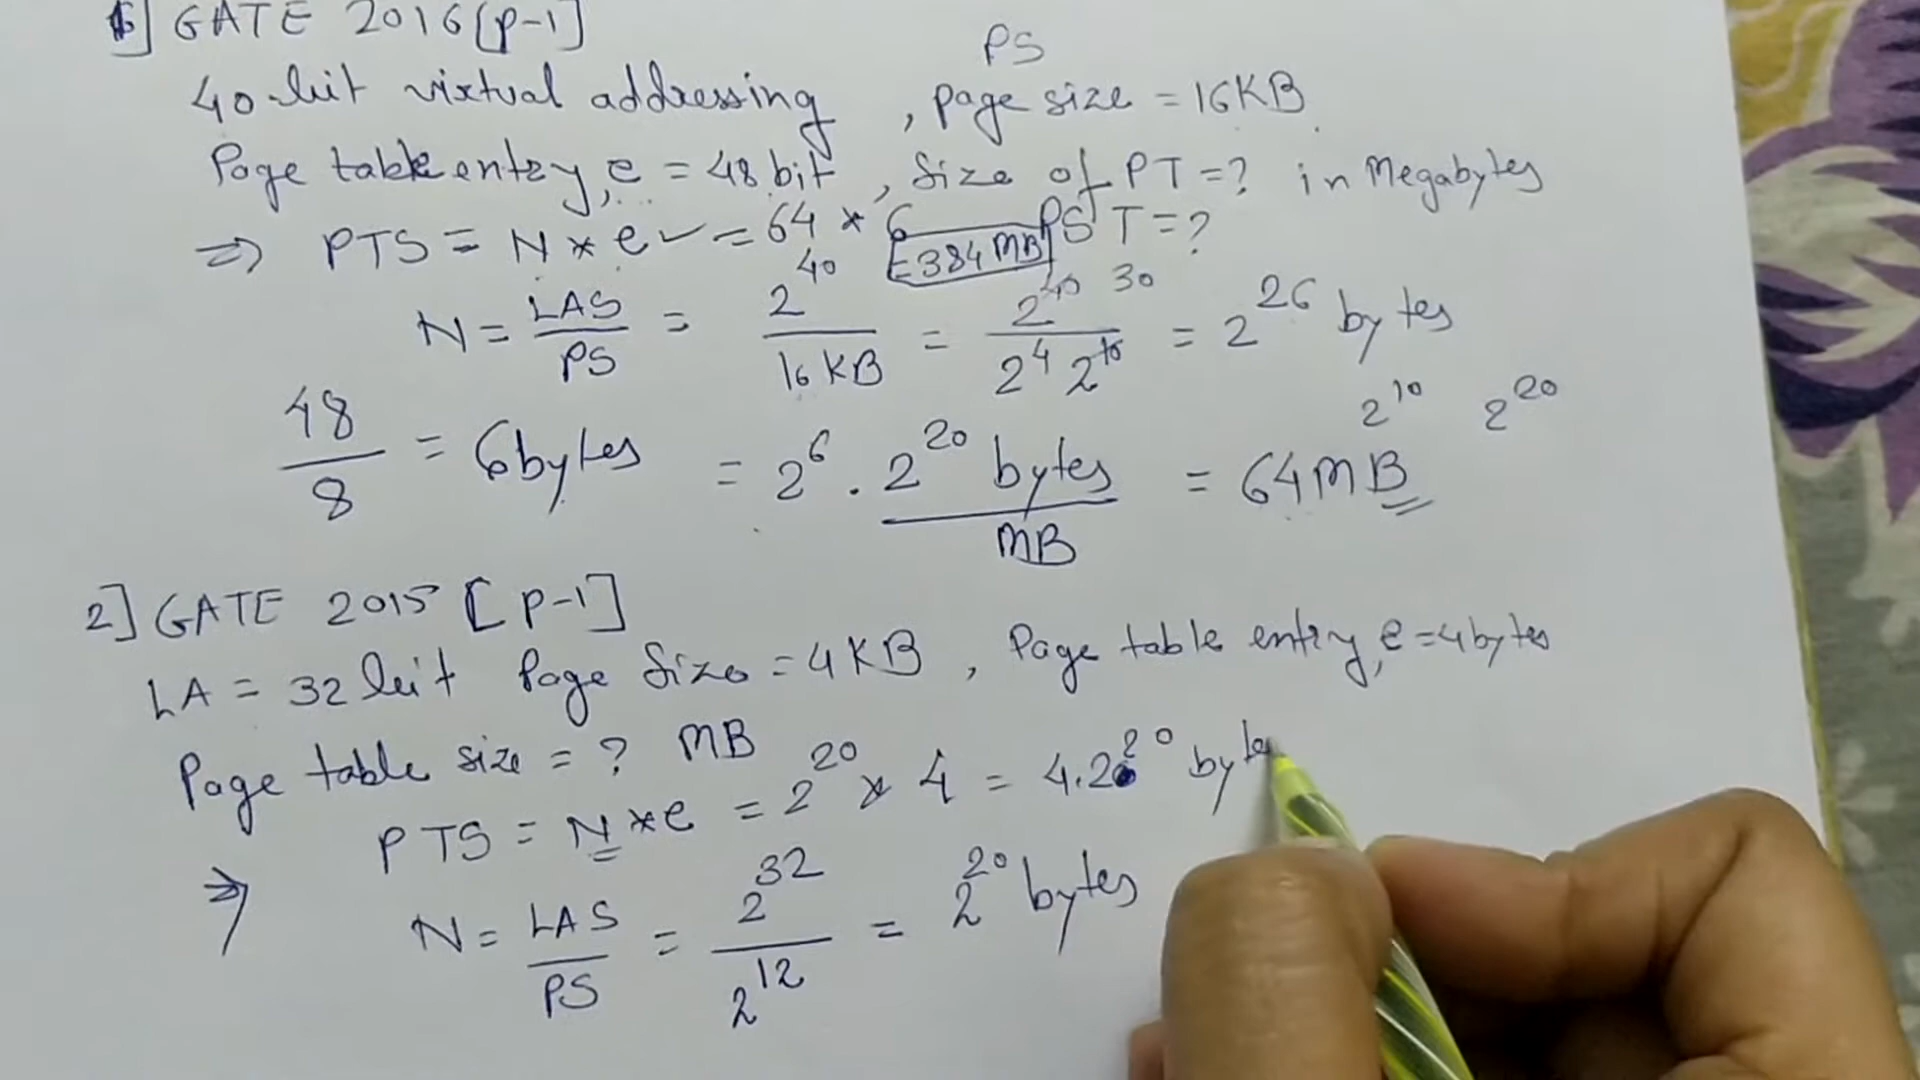 1] GATE 2016 [P-1]
PS
40-bit virtual addressing , page size = 16KB
Page table entry, e = 48 bit , Size of PT = ? in Megabytes
⇒ PTS = N * e ✓ = 64 * 6 PS T = ?
= 384 MB
N = LAS / PS = 2^40 / 16 KB = 2^40 30 / 2^4 2^10 = 2^26 bytes
2^10 2^20
48 / 8 = 6 bytes = 2^6 . 2^20 bytes = 64 MB
MB
2] GATE 2015 [P-1]
LA = 32 bit Page Size = 4KB , Page table entry, e = 4 bytes
Page table size = ? MB
⇒ PTS = N * e = 2^20 * 4 = 4.2^20 byte
N = LAS / PS = 2^32 / 2^12 = 2^20 bytes